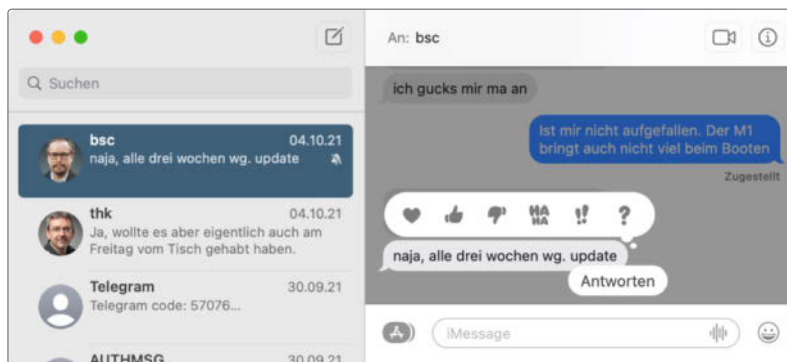 Suchen
bsc 04.10.21
naja, alle drei wochen wg. update
thk 04.10.21
Ja, wollte es aber eigentlich auch am
Freitag vom Tisch gehabt haben.
Telegram 30.09.21
Telegram code: 57076...
AUTHMSG 30.09.21
An: bsc
ich gucks mir ma an
Ist mir nicht aufgefallen. Der M1
bringt auch nicht viel beim Booten
Zugestellt
HA
HA
!! ?
naja, alle drei wochen wg. update
Antworten
iMessage